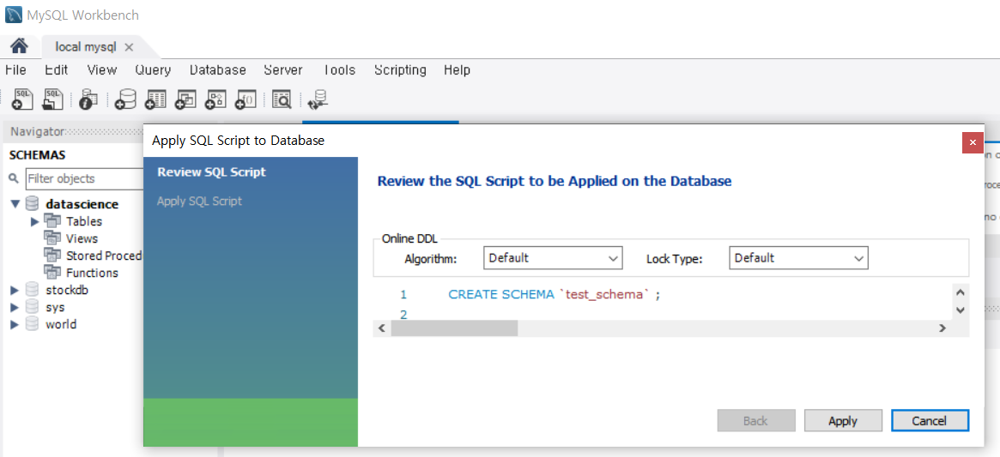 MySQL Workbench
local mysql
File Edit View Query Database Server Tools Scripting Help
SQL SQL
Navigator
SCHEMAS
Filter objects
datascience
Tables
Views
Stored Proced
Functions
stockdb
sys
world
Apply SQL Script to Database
Review SQL Script
Apply SQL Script
Review the SQL Script to be Applied on the Database
Online DDL
Algorithm: Default Lock Type: Default
1 CREATE SCHEMA `test_schema` ;
2
Back Apply Cancel